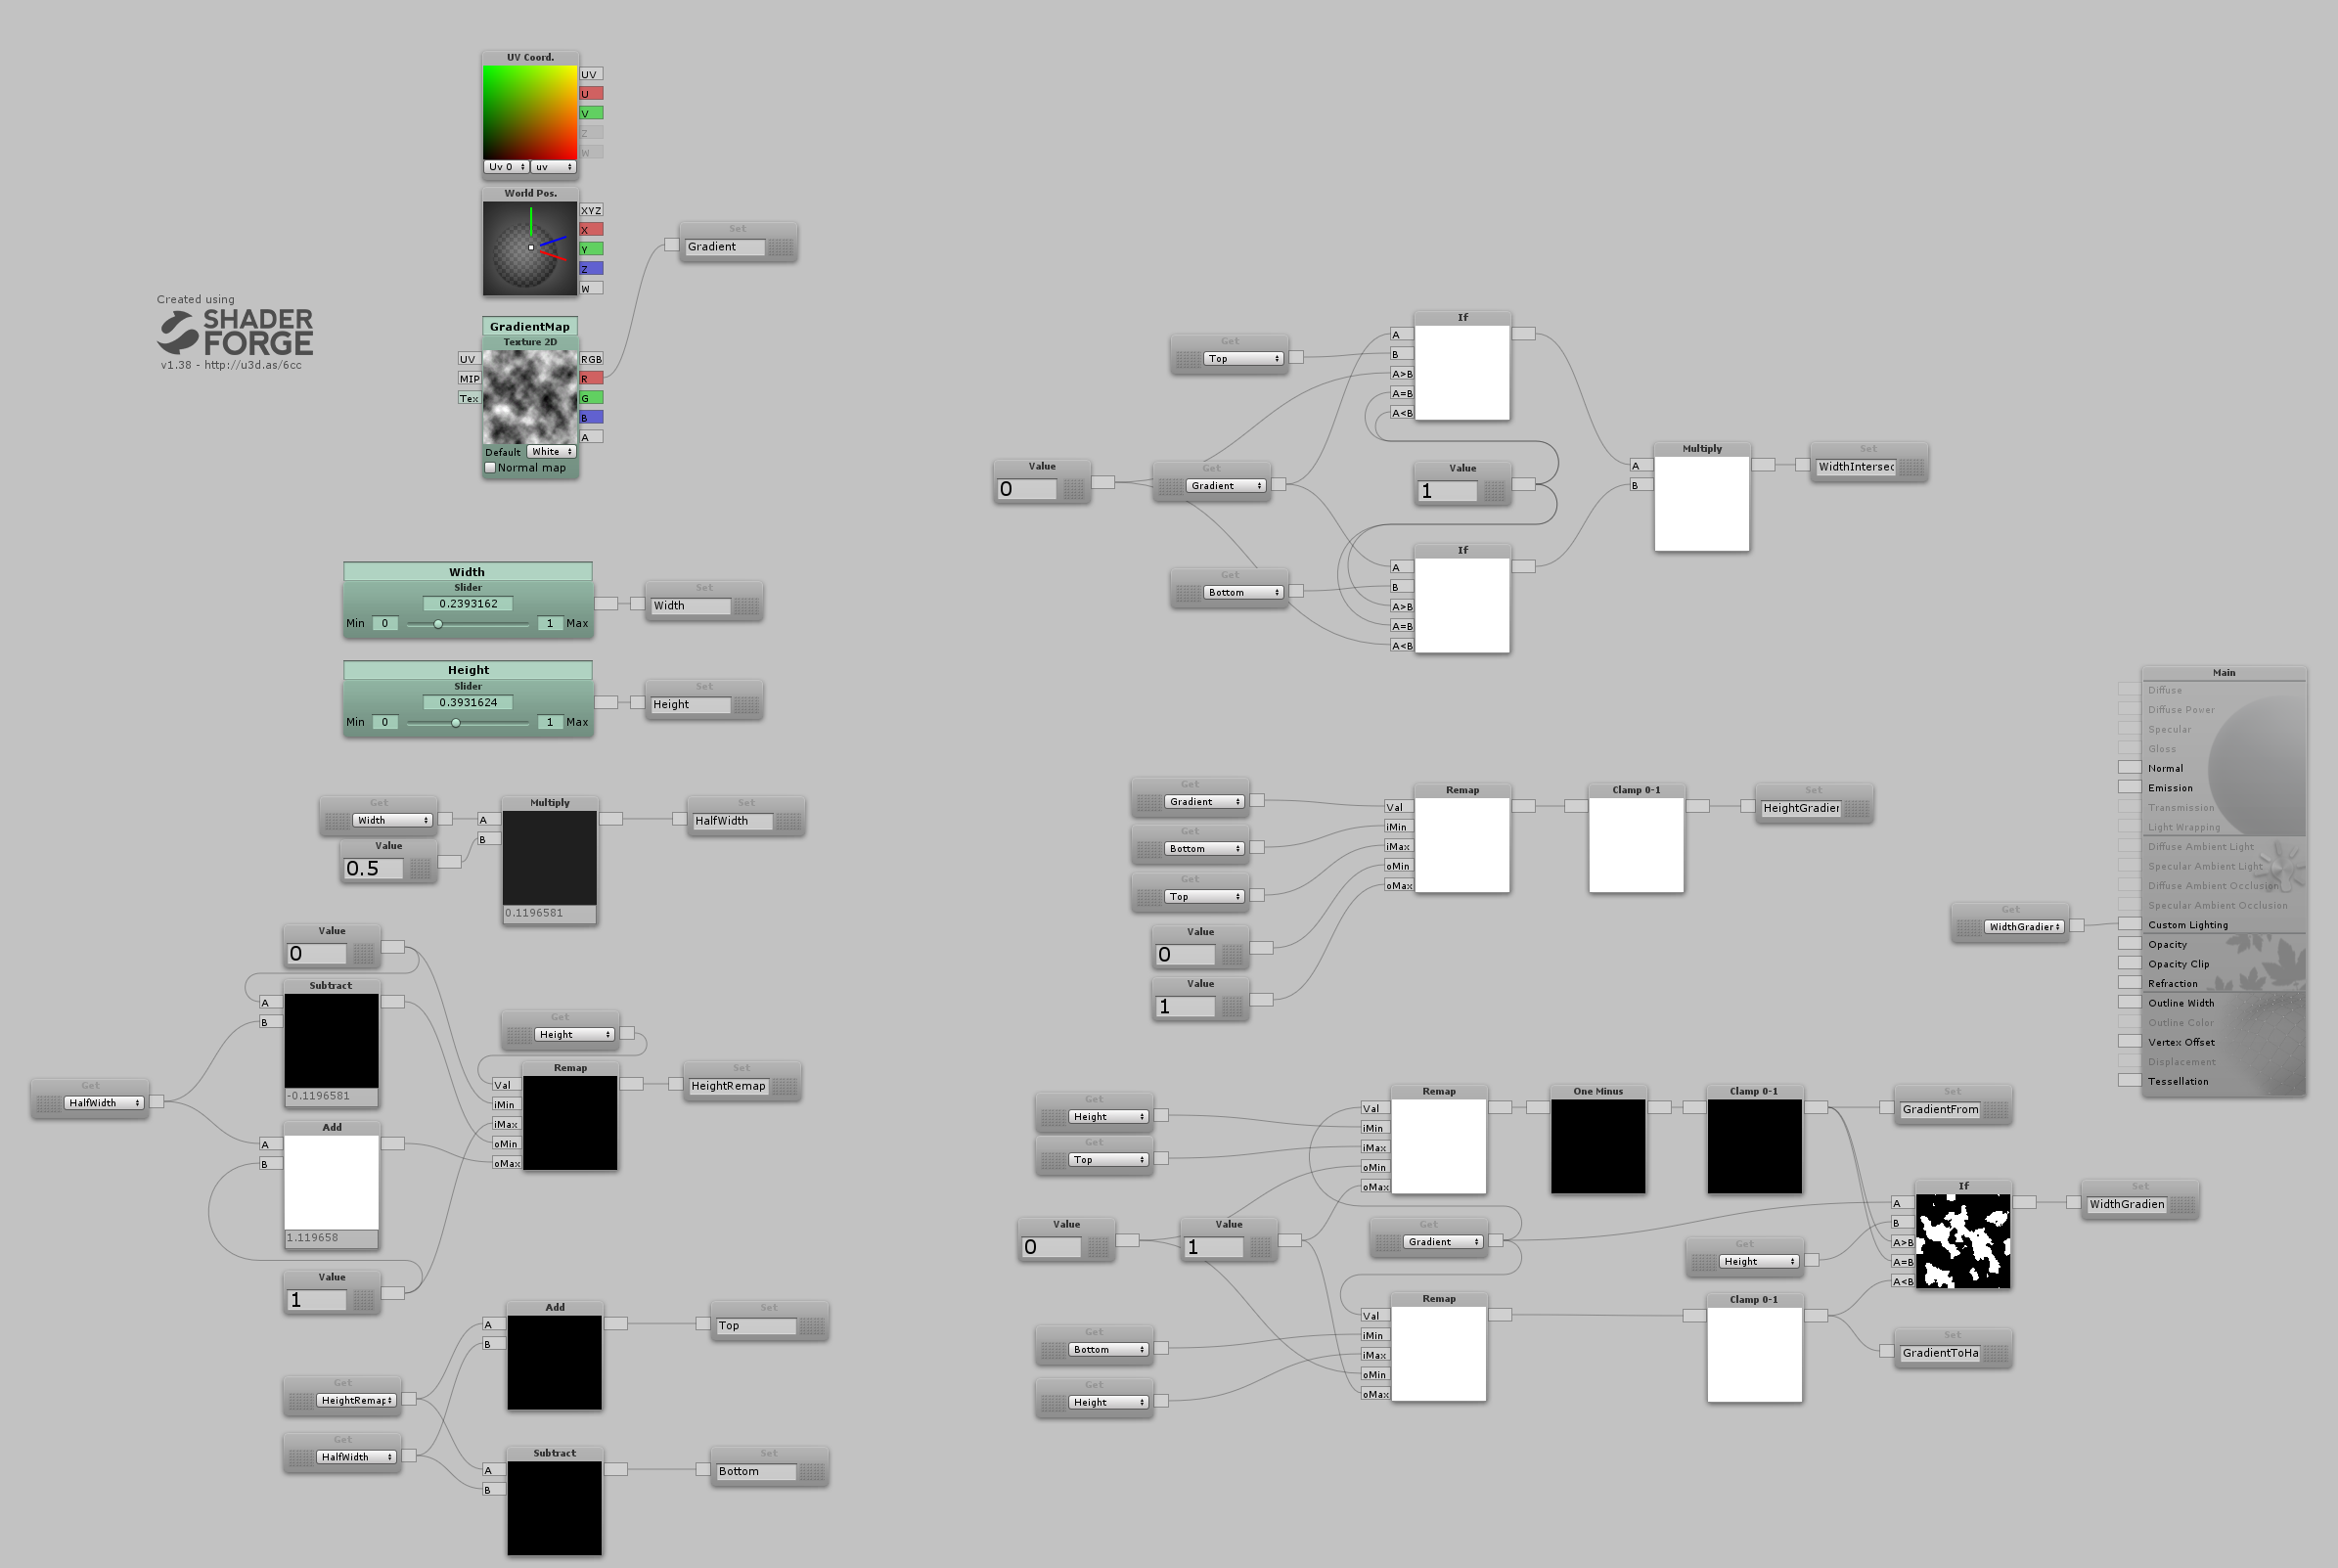 UV Coord.
UV
U
V
Z
W
Uv 0
uv
World Pos.
XYZ
X
Y
Z
W
Set
Gradient
Created using
SHADER
FORGE
v1.38 - http://u3d.as/6cc
GradientMap
Texture 2D
UV
MIP
Tex
RGB
R
G
B
A
Default White
Normal map
Width
Slider
0.2393162
Min 0 1 Max
Set
Width
Height
Slider
0.3931624
Min 0 1 Max
Set
Height
Get
Width
Value
0.5
Multiply
A
B
0.1196581
Set
HalfWidth
Value
0
Subtract
A
B
-0.1196581
Get
HalfWidth
Add
A
B
1.119658
Value
1
Get
Height
Remap
Val
iMin
iMax
oMin
oMax
Set
HeightRemap
Get
HeightRemap
Get
HalfWidth
Add
A
B
Set
Top
Subtract
A
B
Set
Bottom
Get
Top
Value
0
Get
Gradient
Get
Bottom
If
A
B
A>B
A=B
A<B
Value
1
If
A
B
A>B
A=B
A<B
Multiply
A
B
Set
WidthIntersec
Get
Gradient
Get
Bottom
Get
Top
Value
0
Value
1
Remap
Val
iMin
iMax
oMin
oMax
Clamp 0-1
Set
HeightGradier
Get
Height
Get
Top
Value
0
Value
1
Get
Bottom
Get
Height
Remap
Val
iMin
iMax
oMin
oMax
Get
Gradient
Remap
Val
iMin
iMax
oMin
oMax
One Minus
Clamp 0-1
Get
Height
Clamp 0-1
Set
GradientFrom
If
A
B
A>B
A=B
A<B
Set
WidthGradien
Set
GradientToHa
Get
WidthGradier
Main
Diffuse
Diffuse Power
Specular
Gloss
Normal
Emission
Transmission
Light Wrapping
Diffuse Ambient Light
Specular Ambient Light
Diffuse Ambient Occlusion
Specular Ambient Occlusion
Custom Lighting
Opacity
Opacity Clip
Refraction
Outline Width
Outline Color
Vertex Offset
Displacement
Tessellation